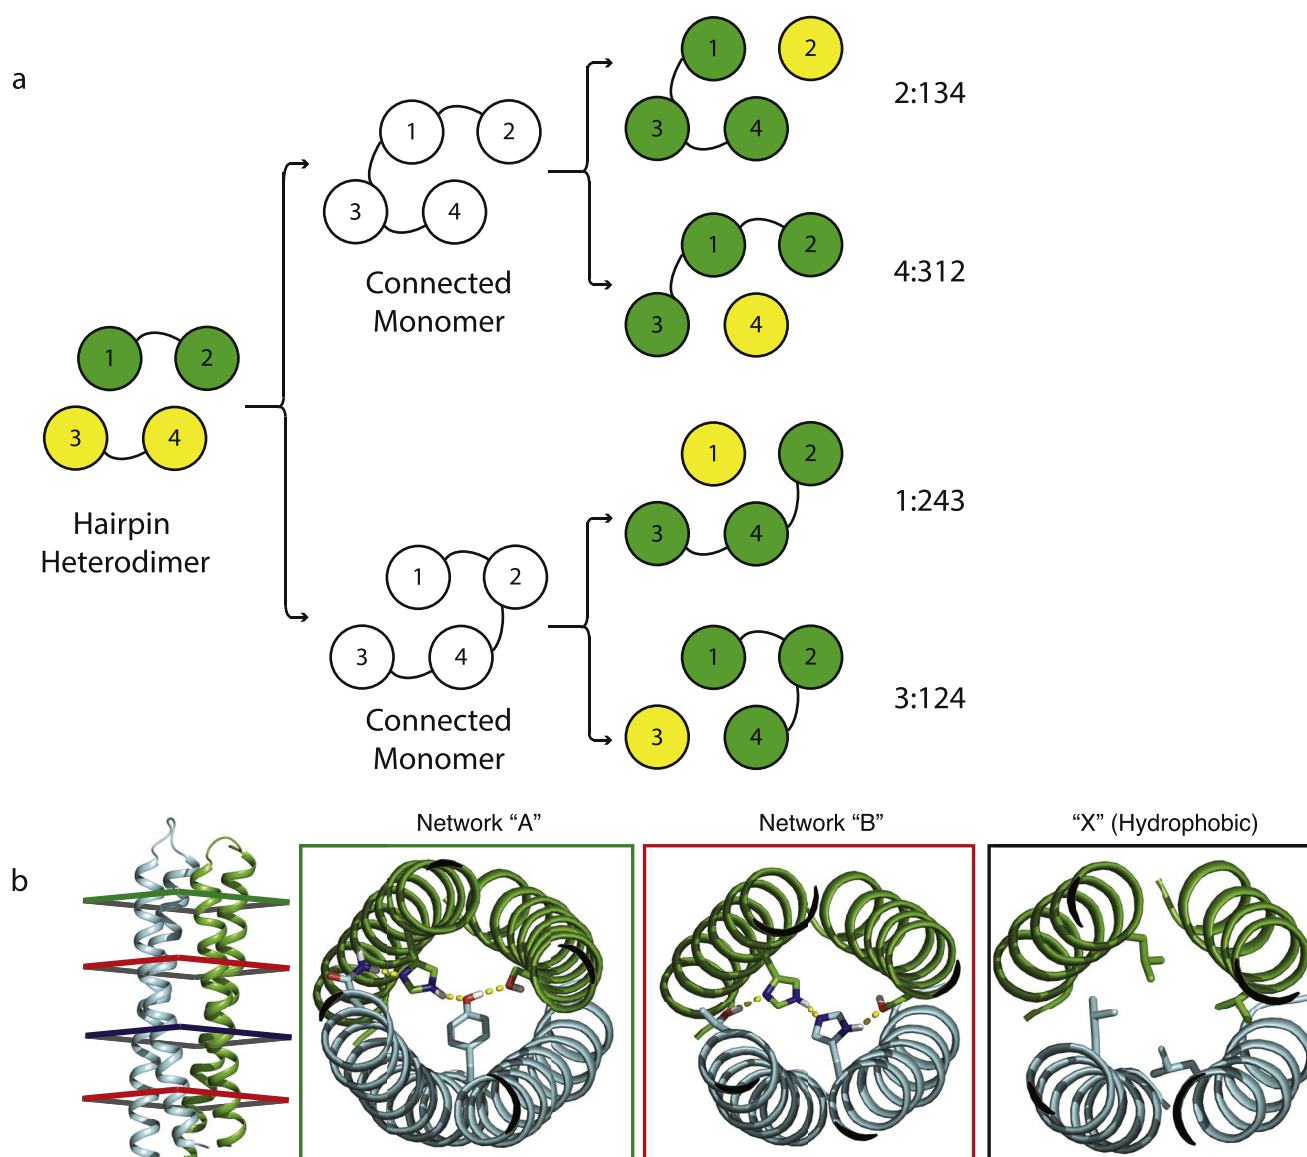 a
1
2
3
4
Hairpin
Heterodimer
1
2
3
4
Connected
Monomer
1
2
3
4
Connected
Monomer
1
2
3
4
2:134
1
2
3
4
4:312
1
2
3
4
1:243
1
2
3
4
3:124
b
Network “A”
Network “B”
“X” (Hydrophobic)